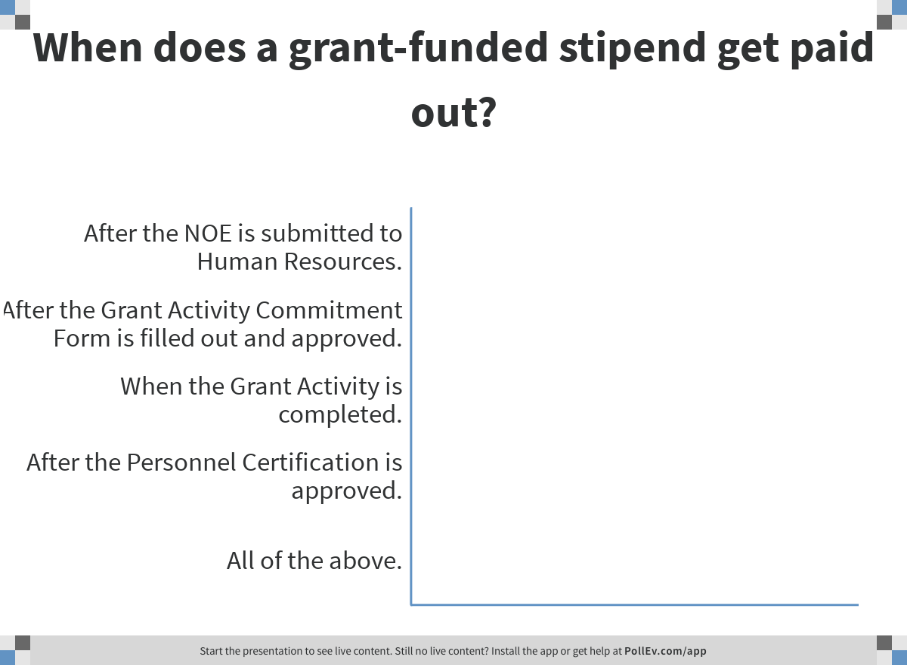 When does a grant-funded stipend get paid
out?
After the NOE is submitted to
Human Resources.
After the Grant Activity Commitment
Form is filled out and approved.
When the Grant Activity is
completed.
After the Personnel Certification is
approved.
All of the above.
Start the presentation to see live content. Still no live content? Install the app or get help at PollEv.com/app